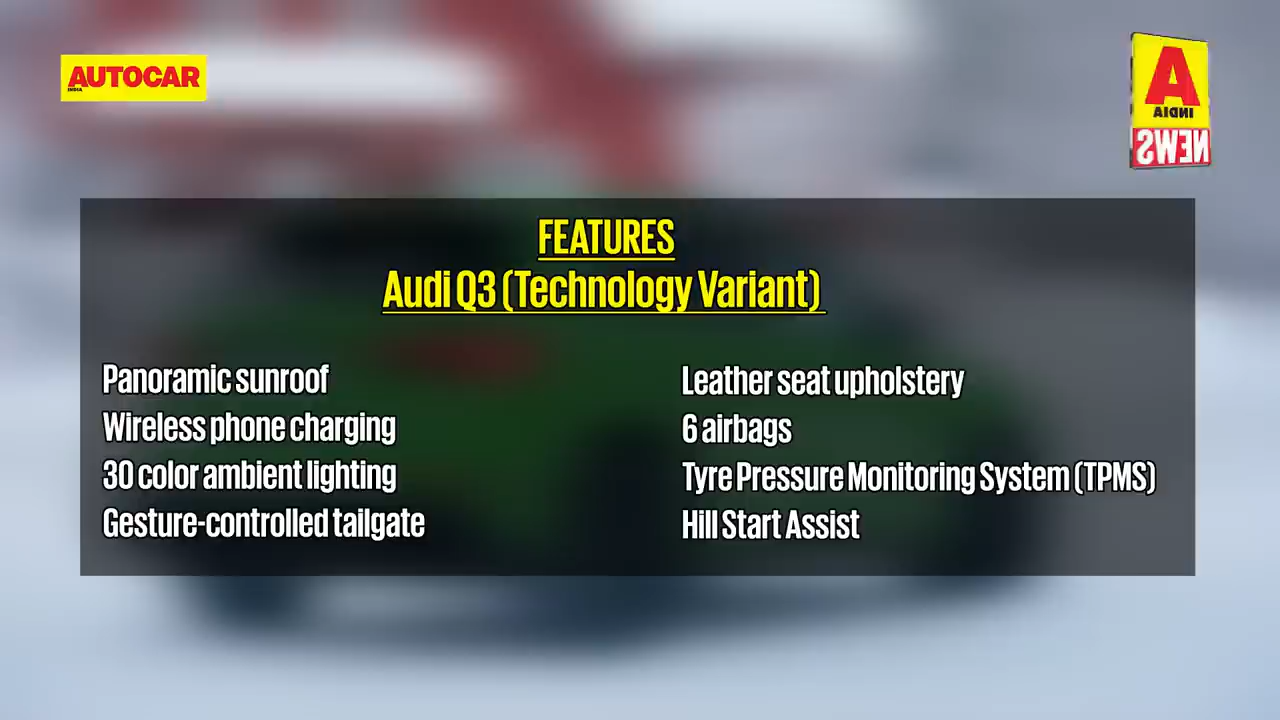 AUTOCAR
INDIA
A
INDIA
NEWS
FEATURES
Audi Q3 (Technology Variant)
Panoramic sunroof
Wireless phone charging
30 color ambient lighting
Gesture-controlled tailgate
Leather seat upholstery
6 airbags
Tyre Pressure Monitoring System (TPMS)
Hill Start Assist